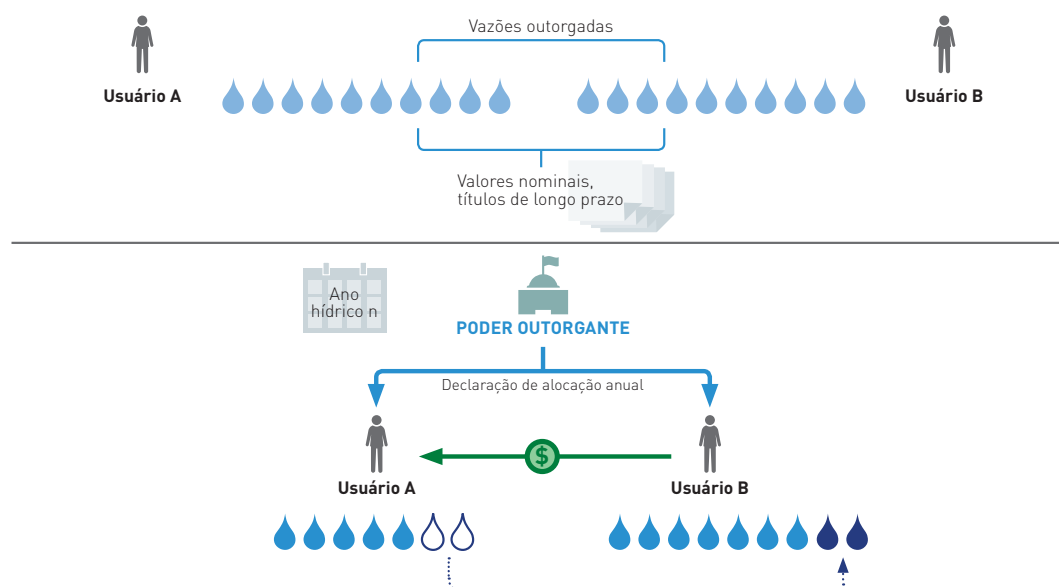 Vazões outorgadas
Usuário A
Usuário B
Valores nominais,
títulos de longo prazo
Ano
hídrico n
PODER OUTORGANTE
Declaração de alocação anual
$
Usuário A
Usuário B